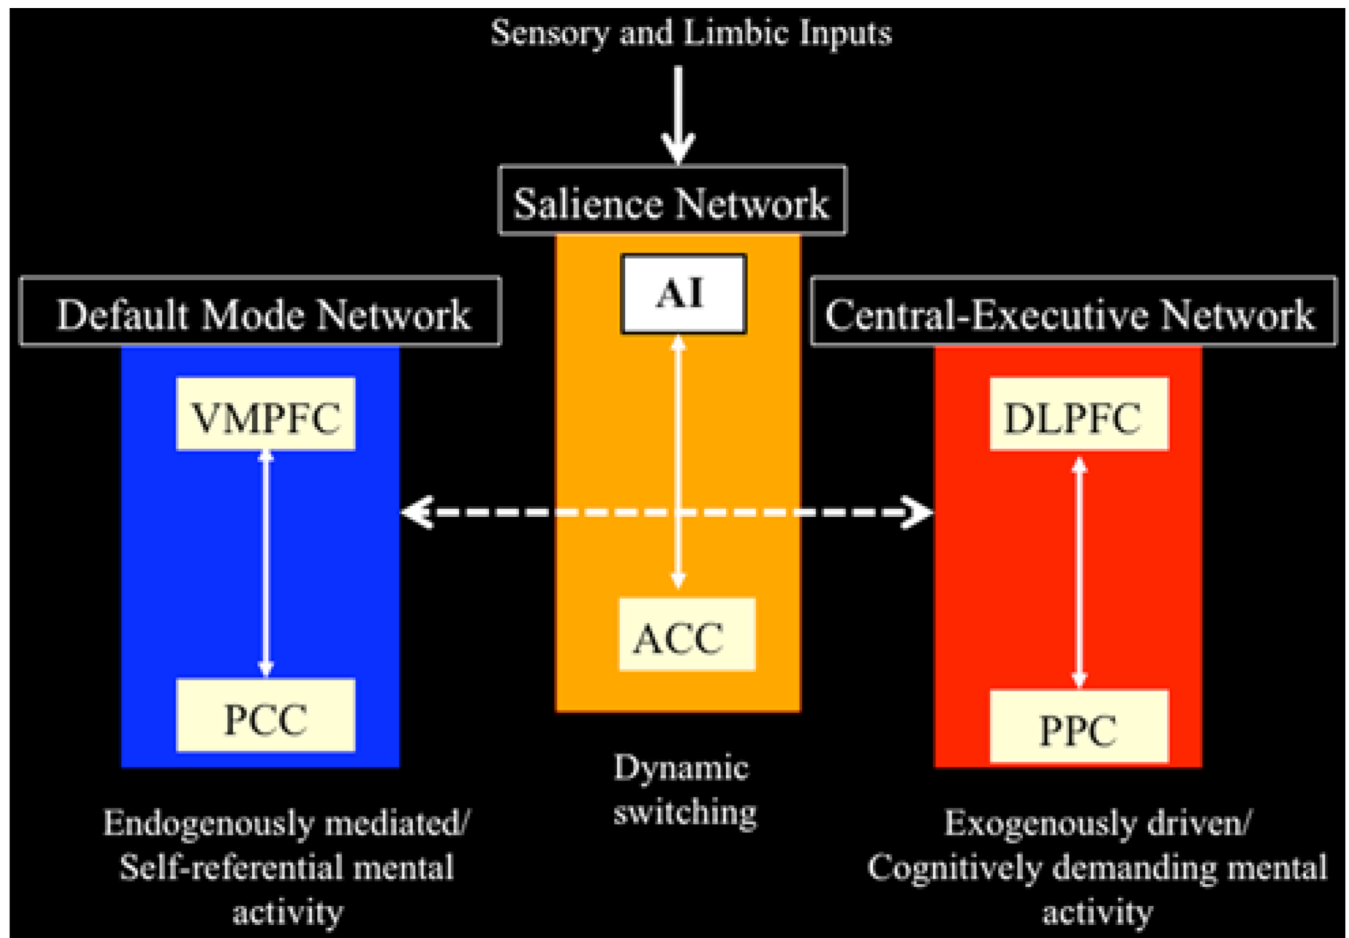 Sensory and Limbic Inputs
Salience Network
AI
Default Mode Network
Central-Executive Network
VMPFC
DLPFC
ACC
PCC
PPC
Dynamic
switching
Endogenously mediated/
Self-referential mental
activity
Exogenously driven/
Cognitively demanding mental
activity